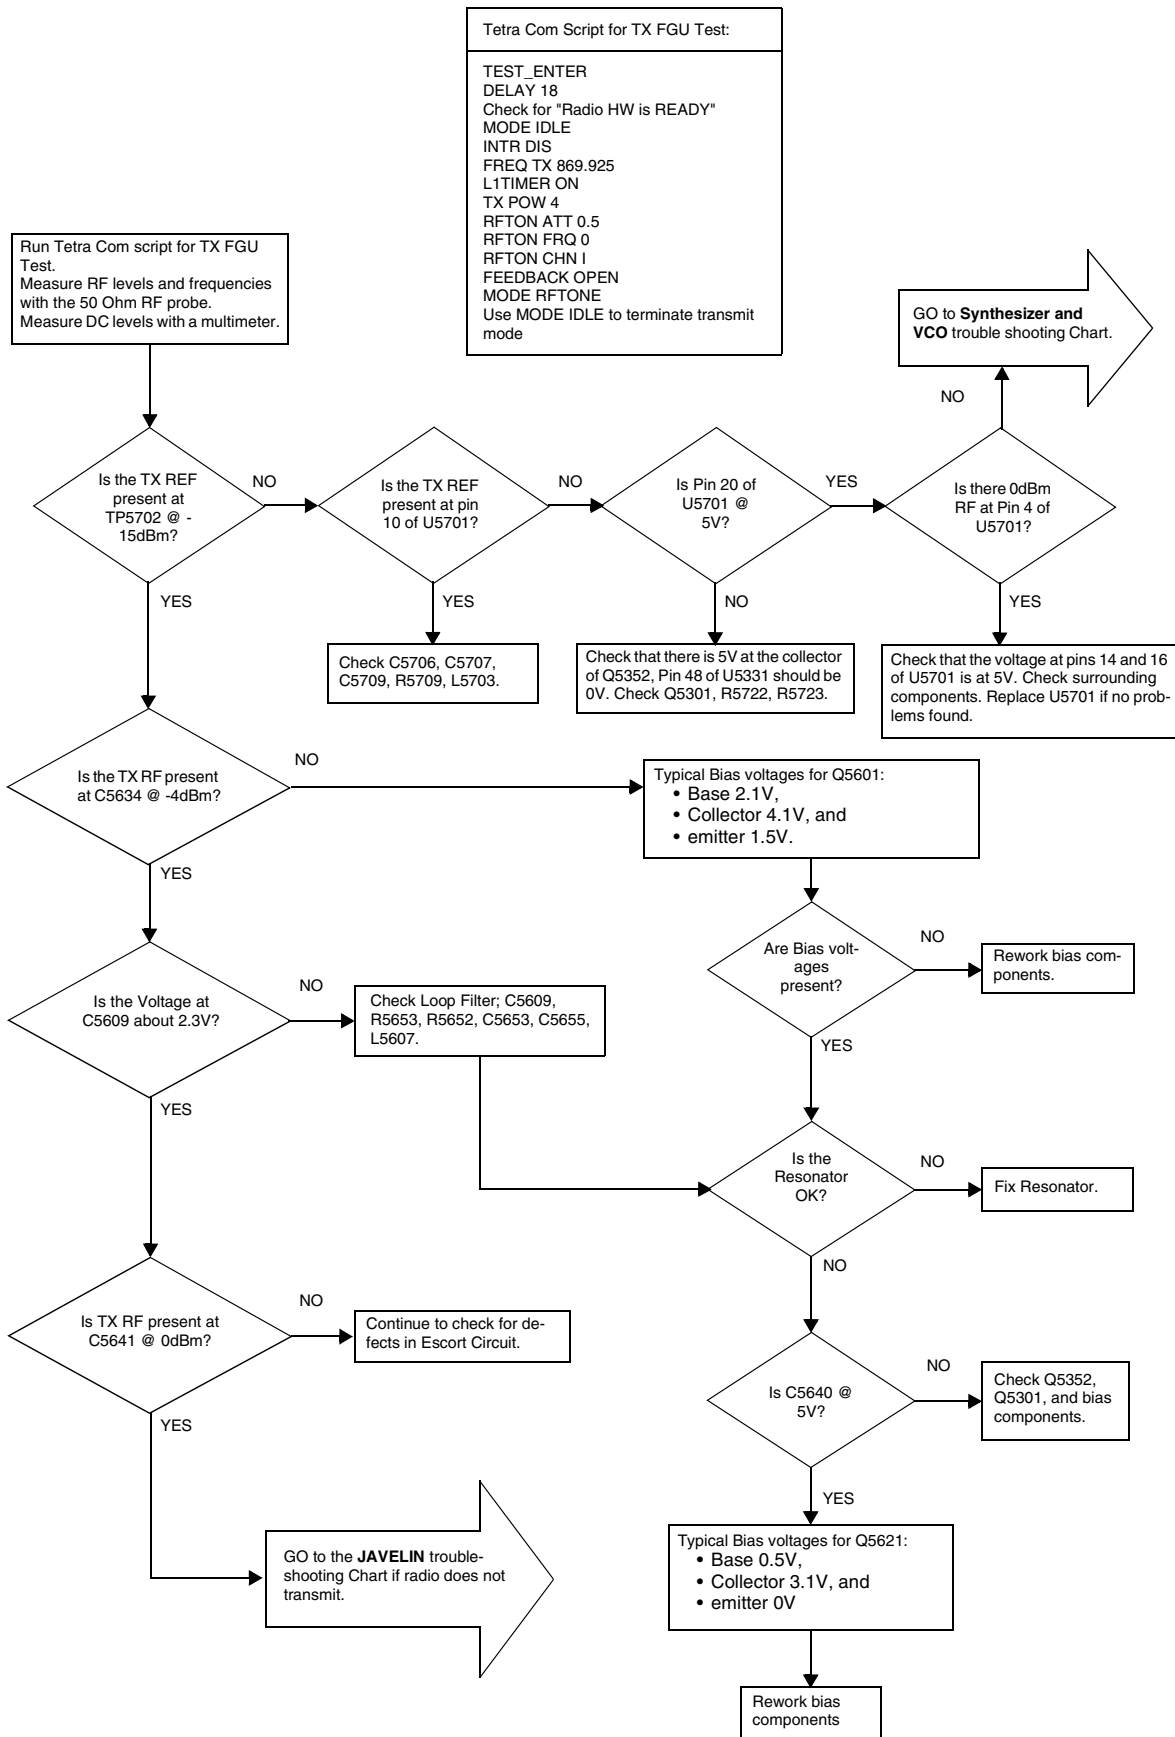 Tetra Com Script for TX FGU Test:
TEST_ENTER
DELAY 18
Check for "Radio HW is READY"
MODE IDLE
INTR DIS
FREQ TX 869.925
L1TIMER ON
TX POW 4
RFTON ATT 0.5
RFTON FRQ 0
RFTON CHN I
FEEDBACK OPEN
MODE RFTONE
Use MODE IDLE to terminate transmit
mode
Run Tetra Com script for TX FGU
Test.
Measure RF levels and frequencies
with the 50 Ohm RF probe.
Measure DC levels with a multimeter.
GO to Synthesizer and
VCO trouble shooting Chart.
NO
Is the TX REF
present at
TP5702 @ -
15dBm?
NO
Is the TX REF
present at pin
10 of U5701?
NO
Is Pin 20 of
U5701 @
5V?
YES
Is there 0dBm
RF at Pin 4 of
U5701?
YES
YES
NO
YES
Check C5706, C5707,
C5709, R5709, L5703.
Check that there is 5V at the collector
of Q5352, Pin 48 of U5331 should be
0V. Check Q5301, R5722, R5723.
Check that the voltage at pins 14 and 16
of U5701 is at 5V. Check surrounding
components. Replace U5701 if no prob-
lems found.
Is the TX RF present
at C5634 @ -4dBm?
NO
Typical Bias voltages for Q5601:
• Base 2.1V,
• Collector 4.1V, and
• emitter 1.5V.
YES
Are Bias volt-
ages
present?
NO
Rework bias com-
ponents.
YES
Is the Voltage at
C5609 about 2.3V?
NO
Check Loop Filter; C5609,
R5653, R5652, C5653, C5655,
L5607.
YES
Is the
Resonator
OK?
NO
Fix Resonator.
NO
Is TX RF present at
C5641 @ 0dBm?
NO
Continue to check for de-
fects in Escort Circuit.
YES
Is C5640 @
5V?
NO
Check Q5352,
Q5301, and bias
components.
YES
GO to the JAVELIN trouble-
shooting Chart if radio does not
transmit.
Typical Bias voltages for Q5621:
• Base 0.5V,
• Collector 3.1V, and
• emitter 0V
Rework bias
components